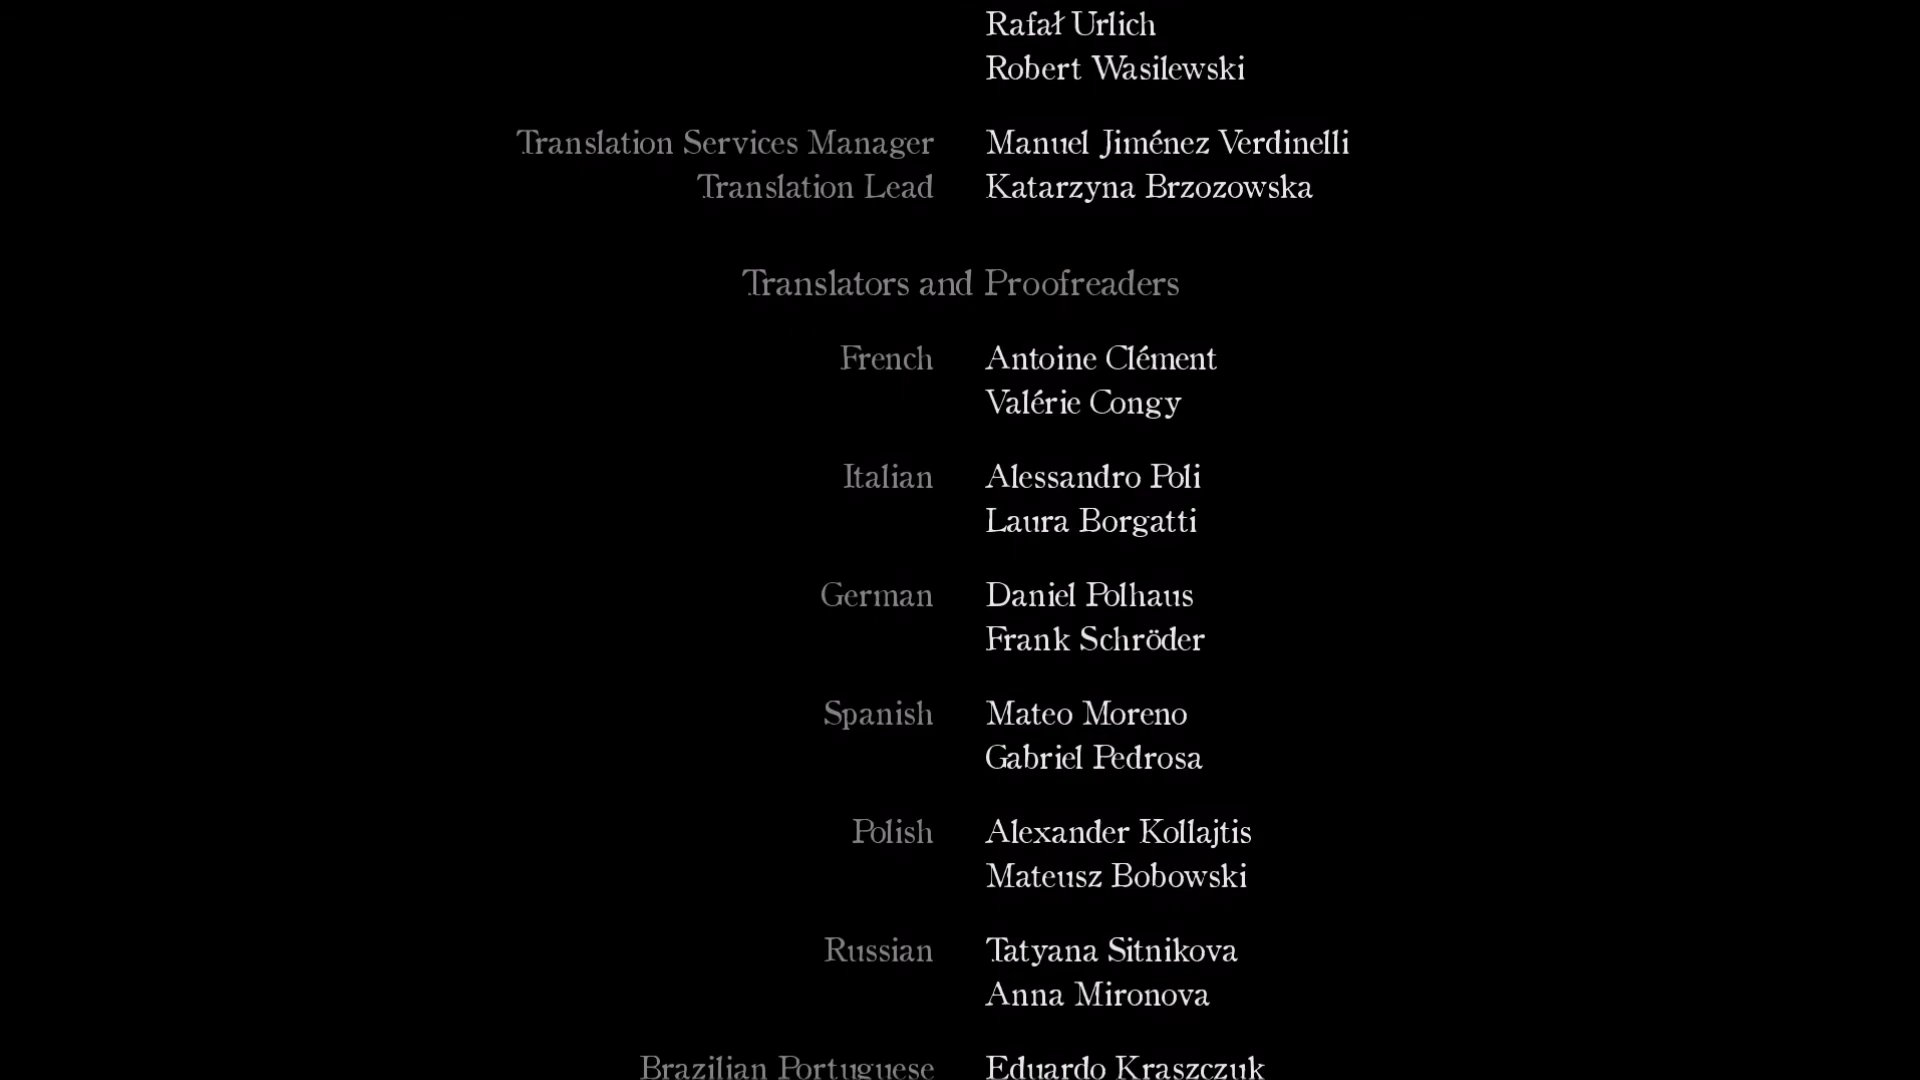 Rafał Urlich
Robert Wasilewski
Translation Services Manager Manuel Jiménez Verdinelli
Translation Lead Katarzyna Brzozowska
Translators and Proofreaders
French Antoine Clément
Valérie Congy
Italian Alessandro Poli
Laura Borgatti
German Daniel Polhaus
Frank Schröder
Spanish Mateo Moreno
Gabriel Pedrosa
Polish Alexander Kollajtis
Mateusz Bobowski
Russian Tatyana Sitnikova
Anna Mironova
Brazilian Portuguese Eduardo Kraszczuk